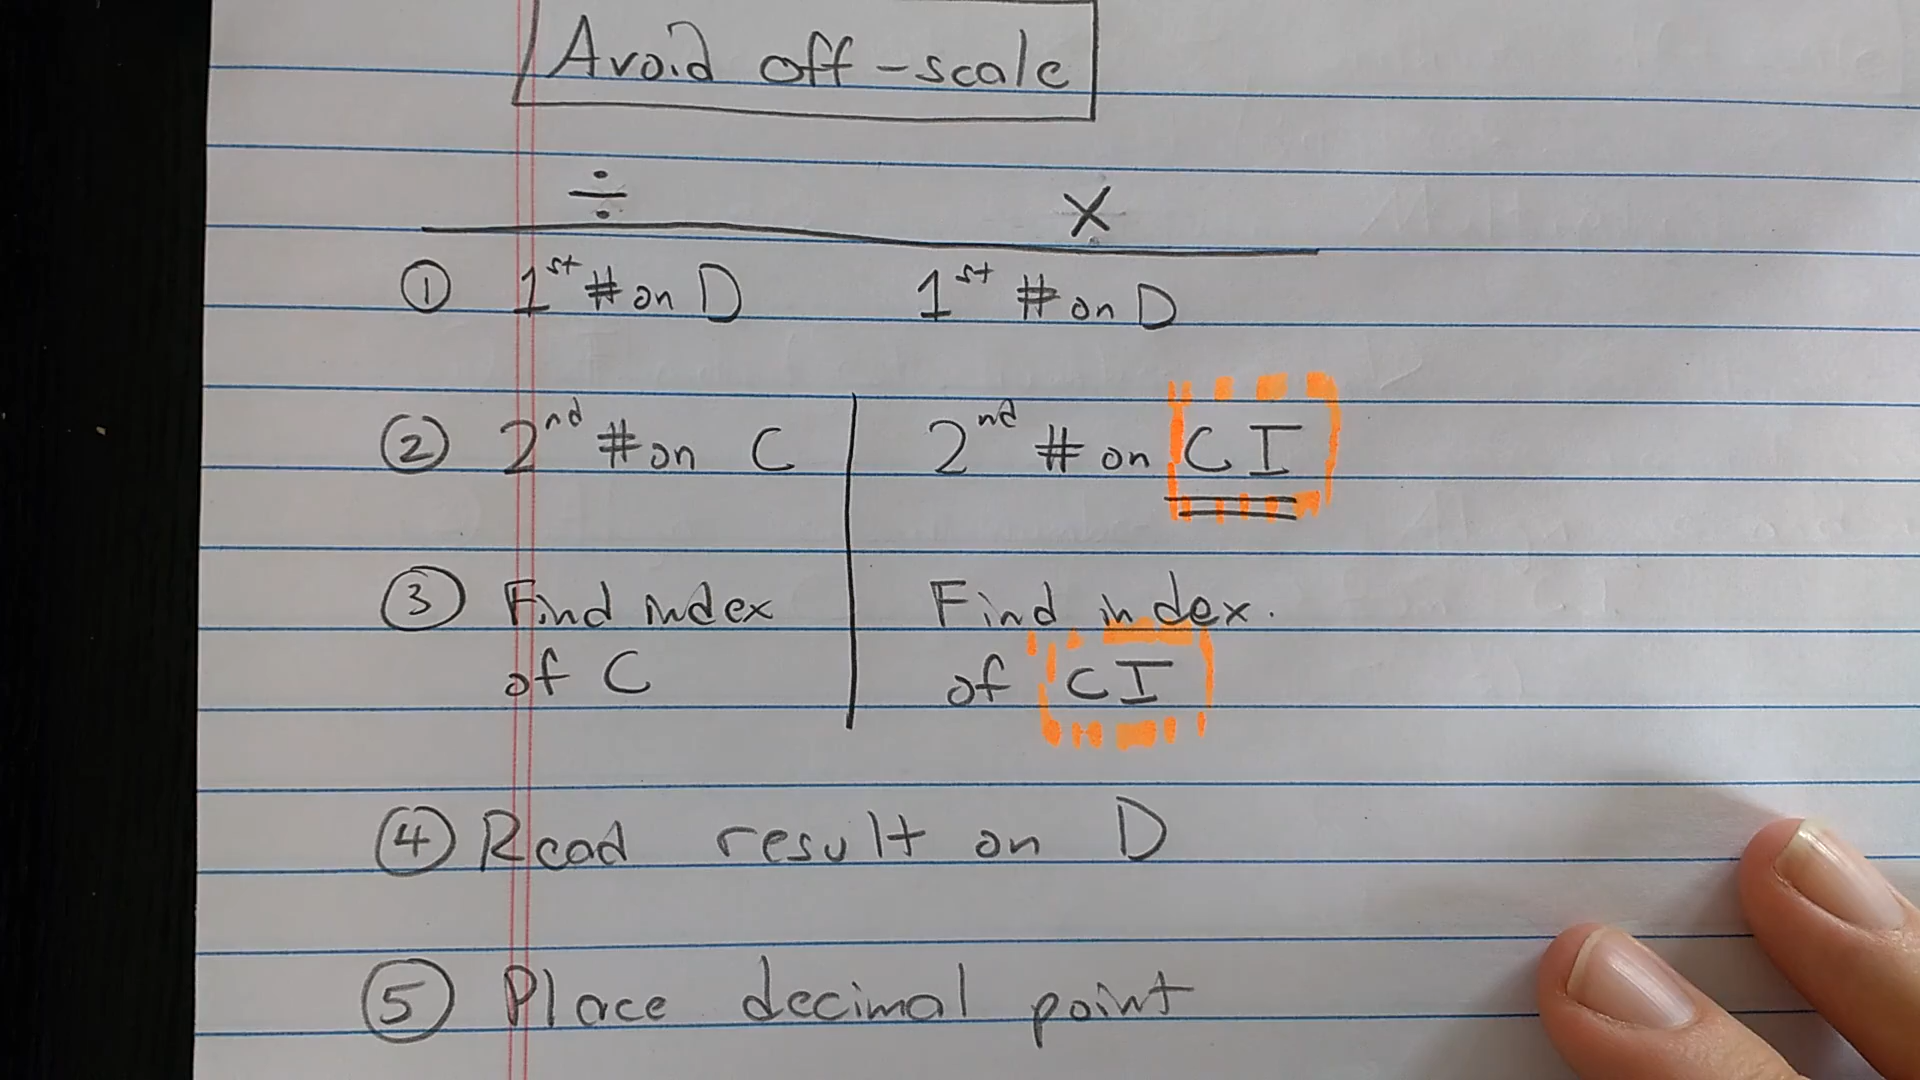 Avoid off-scale
÷ X
① 1st # on D 1st # on D
② 2nd # on C 2nd # on CI
③ Find index Find index.
of C of CI
④ Read result on D
⑤ Place decimal point